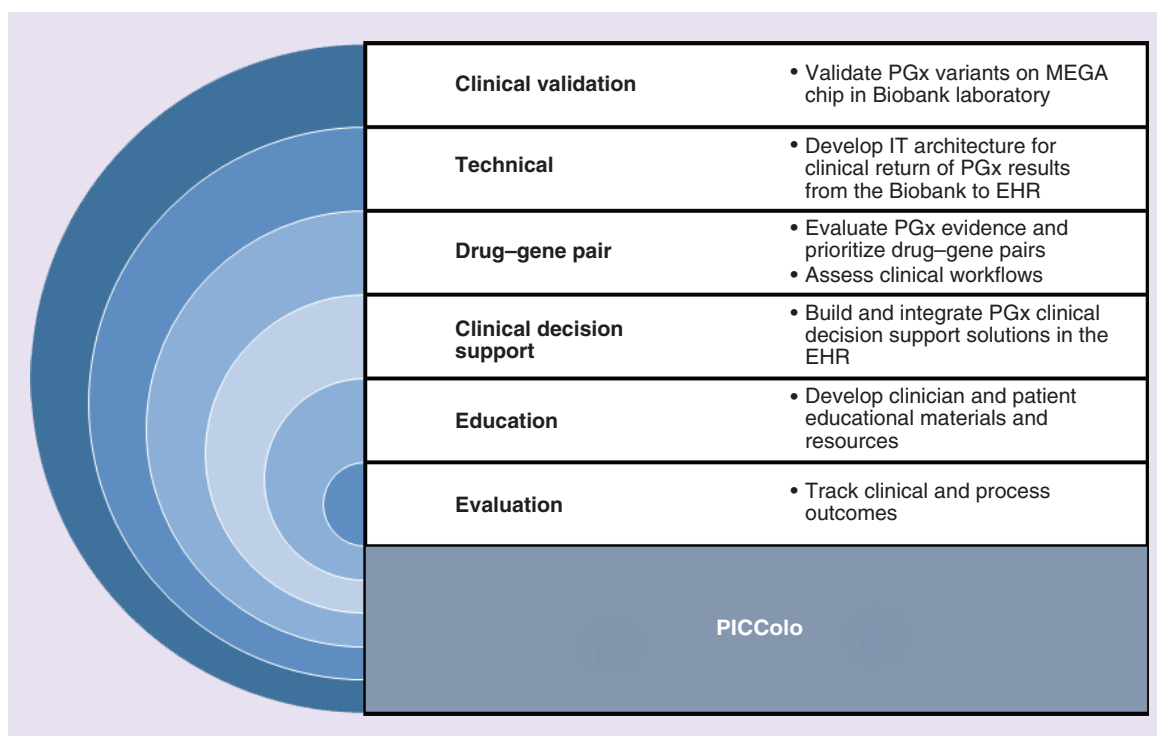 Clinical validation
• Validate PGx variants on MEGA
chip in Biobank laboratory
Technical
• Develop IT architecture for
clinical return of PGx results
from the Biobank to EHR
Drug–gene pair
• Evaluate PGx evidence and
prioritize drug–gene pairs
• Assess clinical workflows
Clinical decision
support
• Build and integrate PGx clinical
decision support solutions in the
EHR
Education
• Develop clinician and patient
educational materials and
resources
Evaluation
• Track clinical and process
outcomes
PICColo